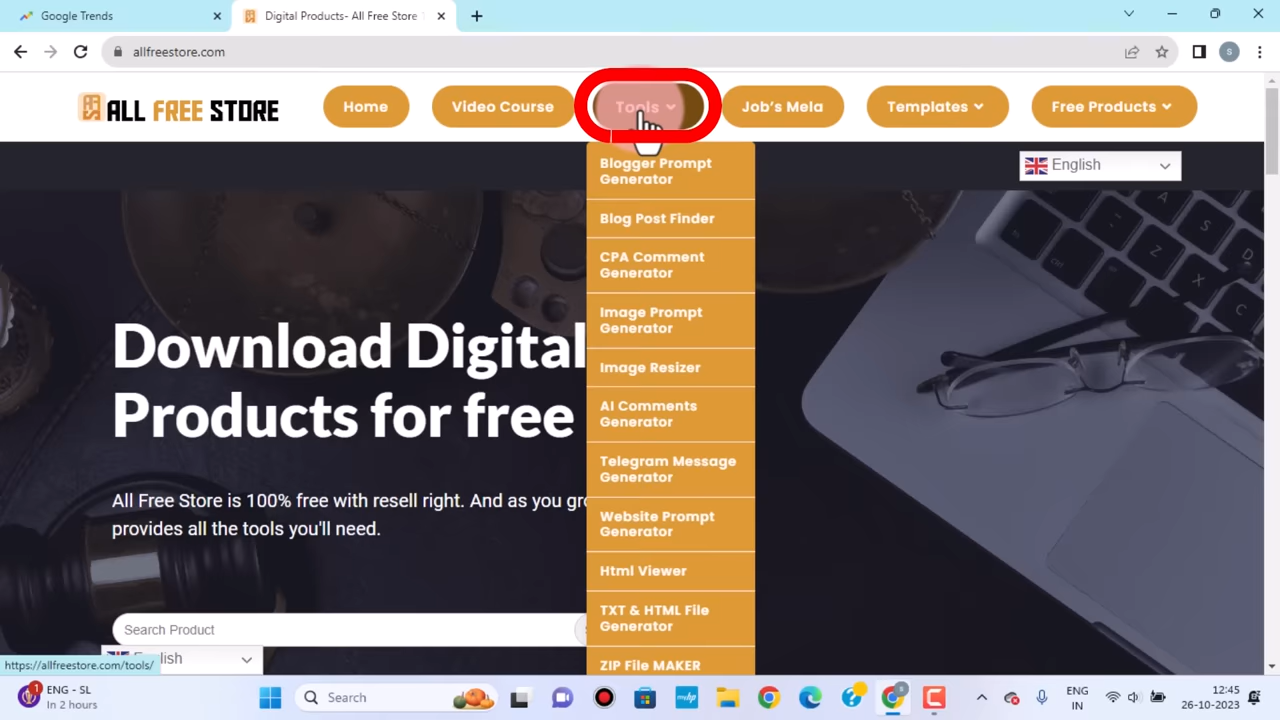 Google Trends
Digital Products- All Free Store
allfreestore.com
S
ALL FREE STORE
Home
Video Course
Tools
Job's Mela
Templates
Free Products
English
Blogger Prompt
Generator
Blog Post Finder
CPA Comment
Generator
Image Prompt
Generator
Image Resizer
AI Comments
Generator
Telegram Message
Generator
Website Prompt
Generator
Html Viewer
TXT & HTML File
Generator
ZIP File MAKER
Download Digital
Products for free
All Free Store is 100% free with resell right. And as you gro
provides all the tools you'll need.
Search Product
lish
https://allfreestore.com/tools/
1
ENG - SL
In 2 hours
Search
myhp
ENG
IN
12:45
26-10-2023